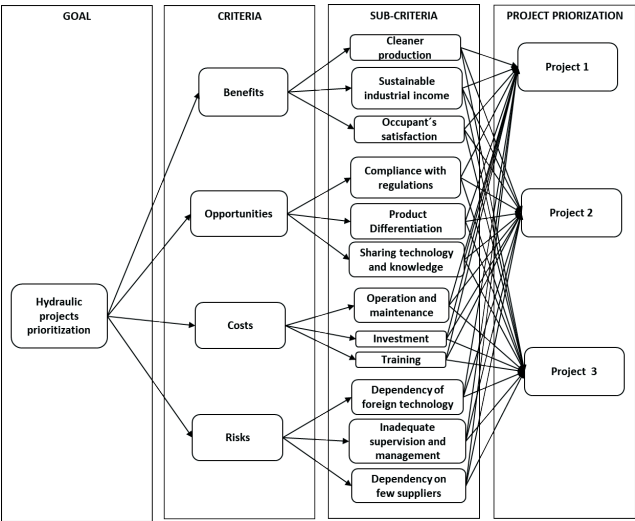 GOAL
CRITERIA
SUB-CRITERIA
PROJECT PRIORIZATION
Hydraulic
projects
prioritization
Benefits
Opportunities
Costs
Risks
Cleaner
production
Sustainable
industrial income
Occupant´s
satisfaction
Compliance with
regulations
Product
Differentiation
Sharing technology
and knowledge
Operation and
maintenance
Investment
Training
Dependency of
foreign technology
Inadequate
supervision and
management
Dependency on
few suppliers
Project 1
Project 2
Project 3